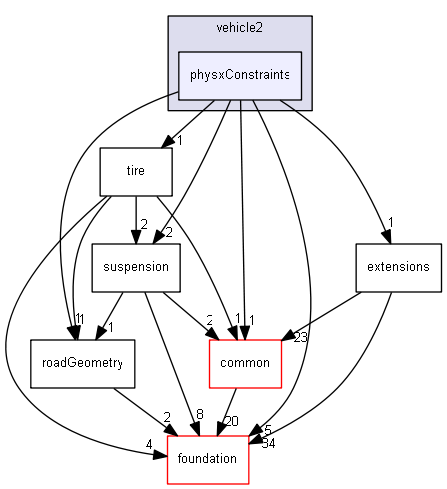 vehicle2
physxConstraints
1
tire
1
2
2
suspension
extensions
11
1
2
1
1
23
roadGeometry
common
2
8
20
5
4
34
foundation